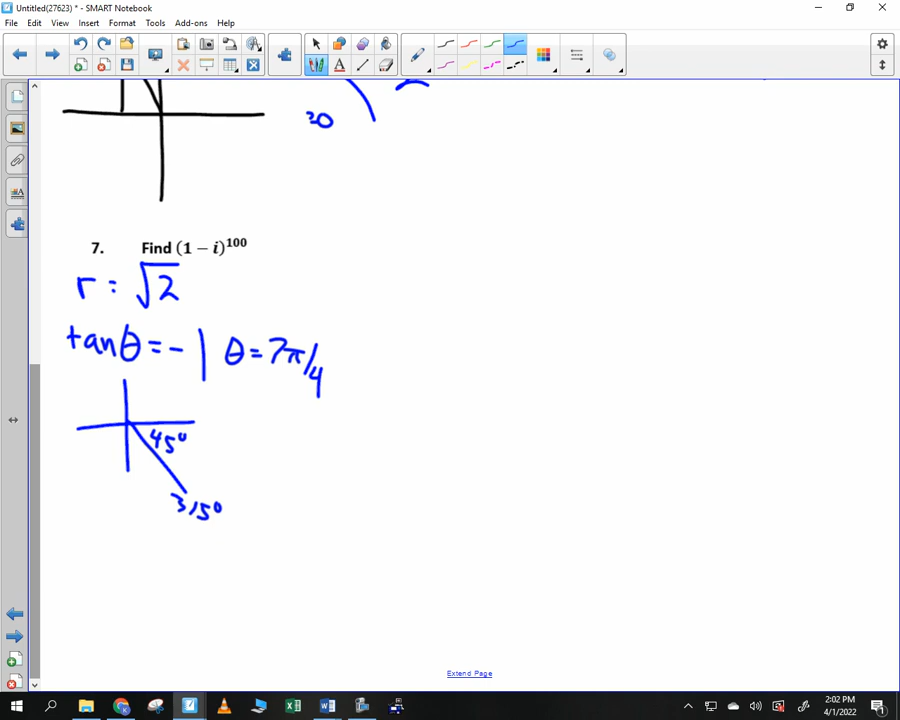 Untitled(27623) * - SMART Notebook
File Edit View Insert Format Tools Add-ons Help
30
7. Find (1 − i)^100
r = √2
tanθ = -1 θ = 7π/4
45°
315°
Extend Page
2:02 PM
4/1/2022